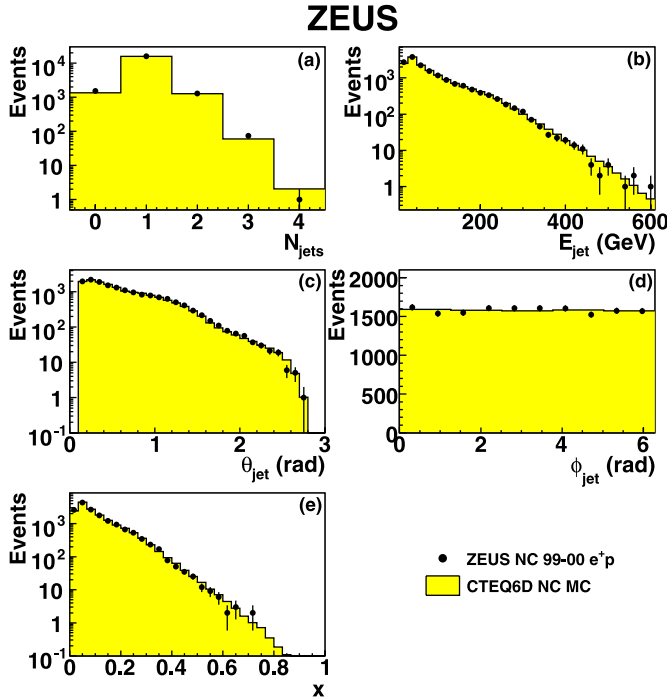 ZEUS
Events
10^4
10^3
10^2
10
1
(a)
0 1 2 3 4
N_jets
Events
10^3
10^2
10
1
(b)
200 400 600
E_jet (GeV)
Events
10^3
10^2
10
1
10^-1
(c)
0 1 2 3
θ_jet (rad)
Events
2000
1500
1000
500
0
(d)
0 2 4 6
ϕ_jet (rad)
Events
10^3
10^2
10
1
10^-1
(e)
0 0.2 0.4 0.6 0.8 1
x
ZEUS NC 99-00 e^+p
CTEQ6D NC MC